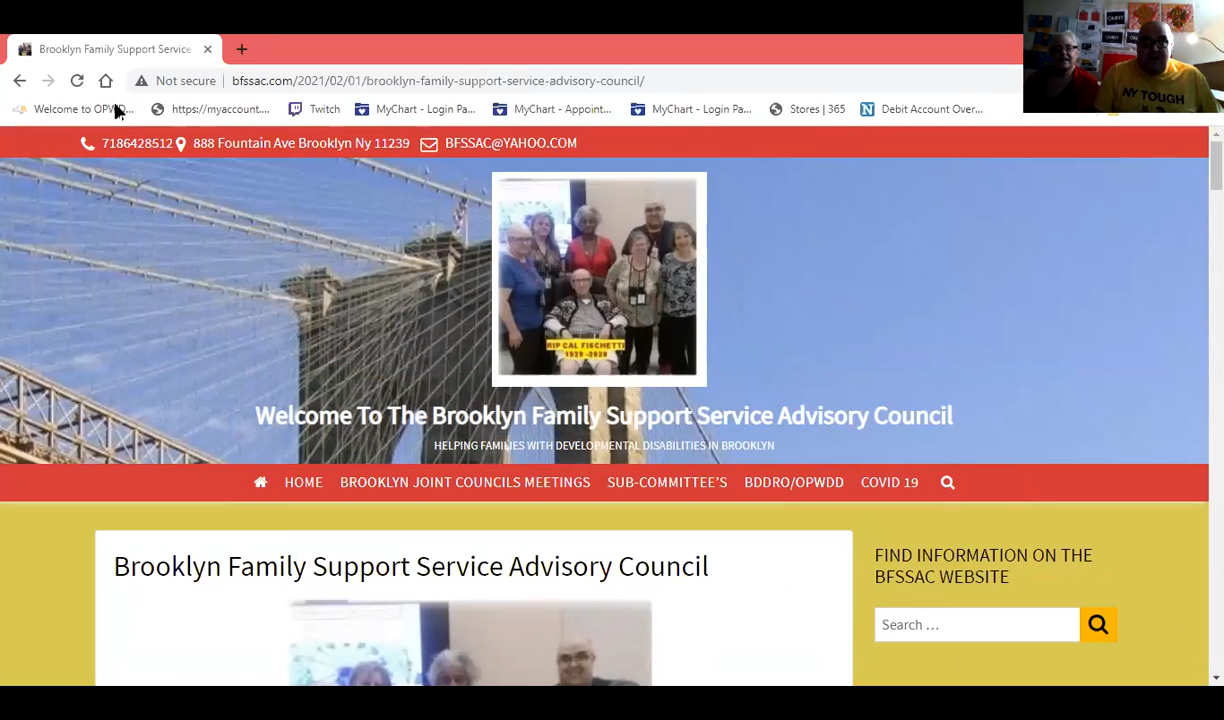 Brooklyn Family Support Service
Not secure bfssac.com/2021/02/01/brooklyn-family-support-service-advisory-council/
Welcome to OPWD... https://myaccount.... Twitch MyChart - Login Pa... MyChart - Appoint... MyChart - Login Pa... Stores | 365 Debit Account Over...
OMNY
NY TOUGH
7186428512 888 Fountain Ave Brooklyn Ny 11239 BFSSAC@YAHOO.COM
RIP CAL FISCHETTI
1929 -2020
Welcome To The Brooklyn Family Support Service Advisory Council
HELPING FAMILIES WITH DEVELOPMENTAL DISABILITIES IN BROOKLYN
HOME BROOKLYN JOINT COUNCILS MEETINGS SUB-COMMITTEE’S BDDRO/OPWDD COVID 19
Brooklyn Family Support Service Advisory Council
FIND INFORMATION ON THE
BFSSAC WEBSITE
Search …